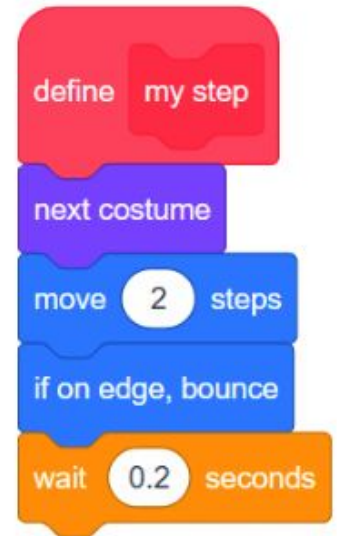 define my step
next costume
move 2 steps
if on edge, bounce
wait 0.2 seconds